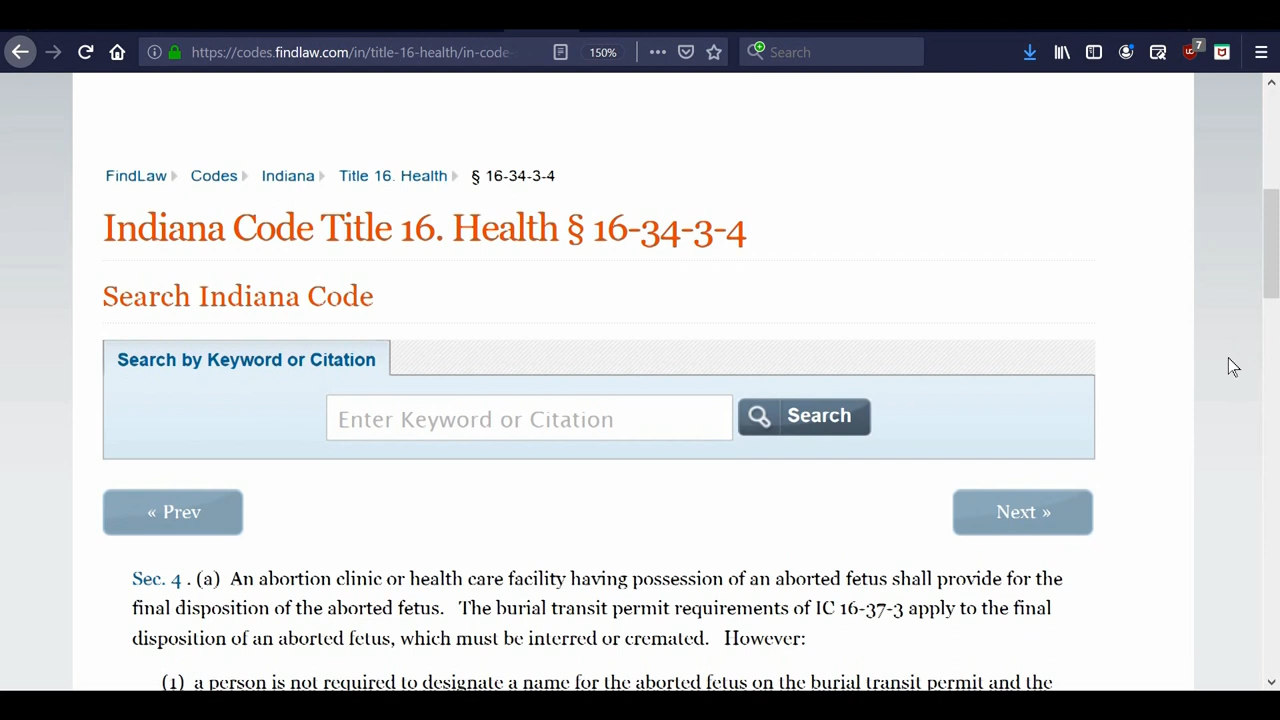 https://codes.findlaw.com/in/title-16-health/in-code-
150%
Search
7
FindLaw Codes Indiana Title 16. Health § 16-34-3-4
Indiana Code Title 16. Health § 16-34-3-4
Search Indiana Code
Search by Keyword or Citation
Enter Keyword or Citation
Search
« Prev
Next »
Sec. 4 . (a) An abortion clinic or health care facility having possession of an aborted fetus shall provide for the
final disposition of the aborted fetus. The burial transit permit requirements of IC 16-37-3 apply to the final
disposition of an aborted fetus, which must be interred or cremated. However:
(1) a person is not required to designate a name for the aborted fetus on the burial transit permit and the